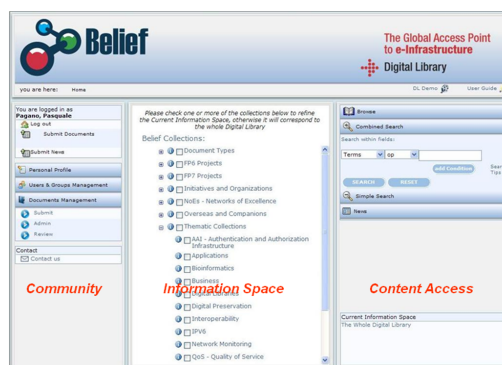 Belief
The Global Access Point
to e-Infrastructure
Digital Library
you are here: Home
DL Demo
User Guide
You are logged in as
Pagano, Pasquale
Log out
Submit Documents
Submit News
Personal Profile
Users & Groups Management
Documents Management
Submit
Admin
Review
Contact
Contact us
Community
Please check one or more of the collections below to refine
the Current Information Space, otherwise it will correspond to
the whole Digital Library
Belief Collections:
Document Types
FP6 Projects
FP7 Projects
Initiatives and Organizations
NoEs - Networks of Excellence
Overseas and Companions
Thematic Collections
AAI - Authentication and Authorization
Infrastructure
Applications
Bioinformatics
Business
Information Space
Digital Libraries
Digital Preservation
Interoperability
IPV6
Network Monitoring
QoS - Quality of Service
Browse
Combined Search
Search within fields:
Terms op
add Condition
Tips
SEARCH RESET
Simple Search
News
Content Access
Current Information Space
The Whole Digital Library